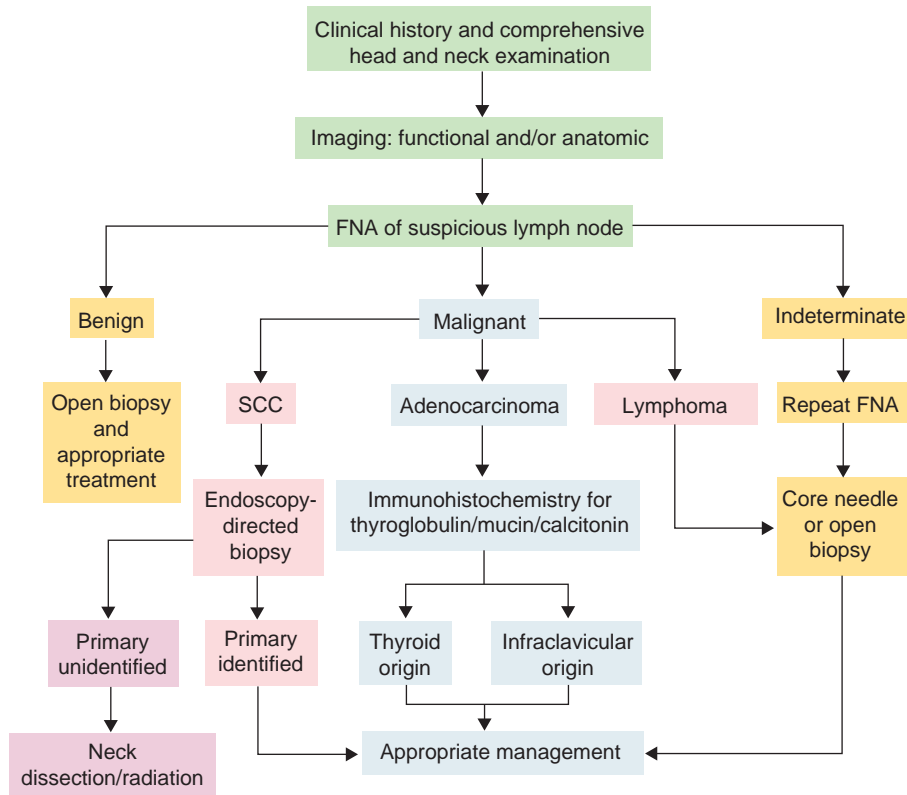 Clinical history and comprehensive
head and neck examination
Imaging: functional and/or anatomic
FNA of suspicious lymph node
Benign
Malignant
Indeterminate
Open biopsy
and
appropriate
treatment
SCC
Adenocarcinoma
Lymphoma
Repeat FNA
Endoscopy-
directed
biopsy
Immunohistochemistry for
thyroglobulin/mucin/calcitonin
Core needle
or open
biopsy
Primary
unidentified
Primary
identified
Thyroid
origin
Infraclavicular
origin
Neck
dissection/radiation
Appropriate management